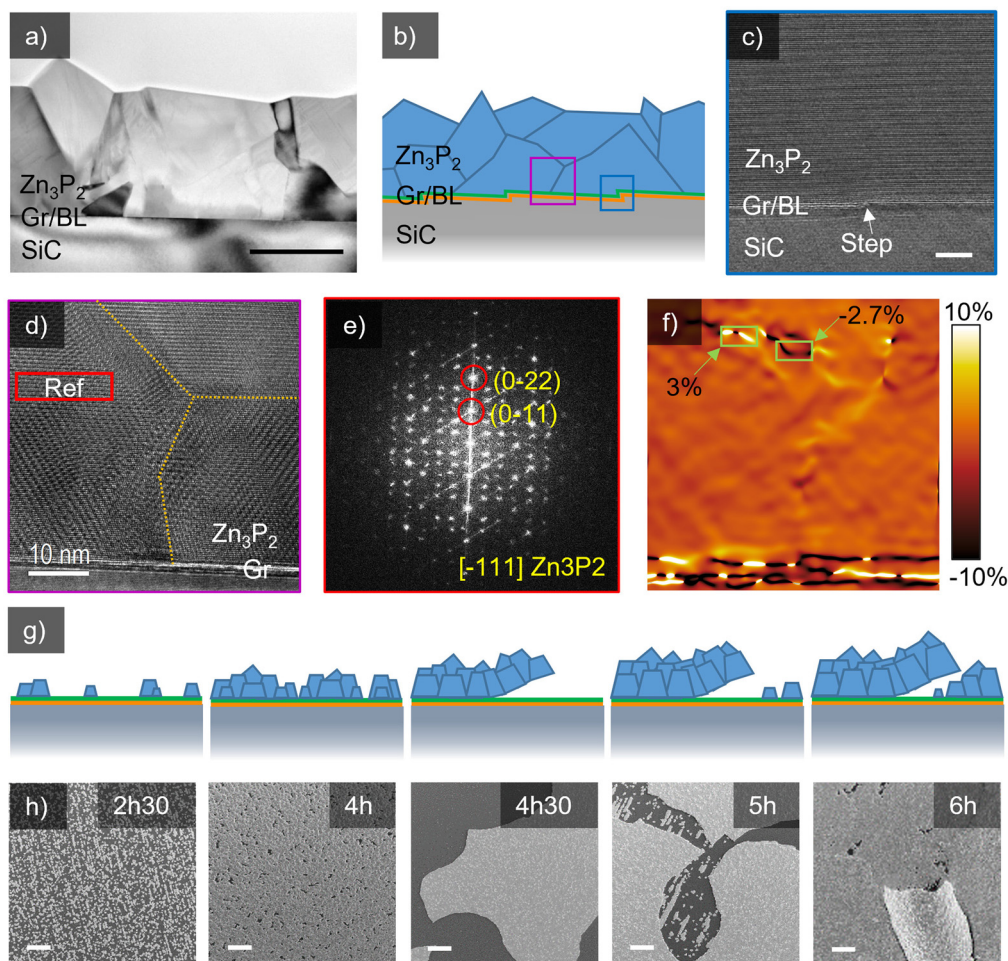 a)
Zn3P2
Gr/BL
SiC
b)
Zn3P2
Gr/BL
SiC
c)
Zn3P2
Gr/BL
SiC
Step
d)
Ref
Zn3P2
Gr
10 nm
e)
(0-22)
(0-11)
[-111] Zn3P2
f)
-2.7%
3%
10%
-10%
g)
h)
2h30
4h
4h30
5h
6h